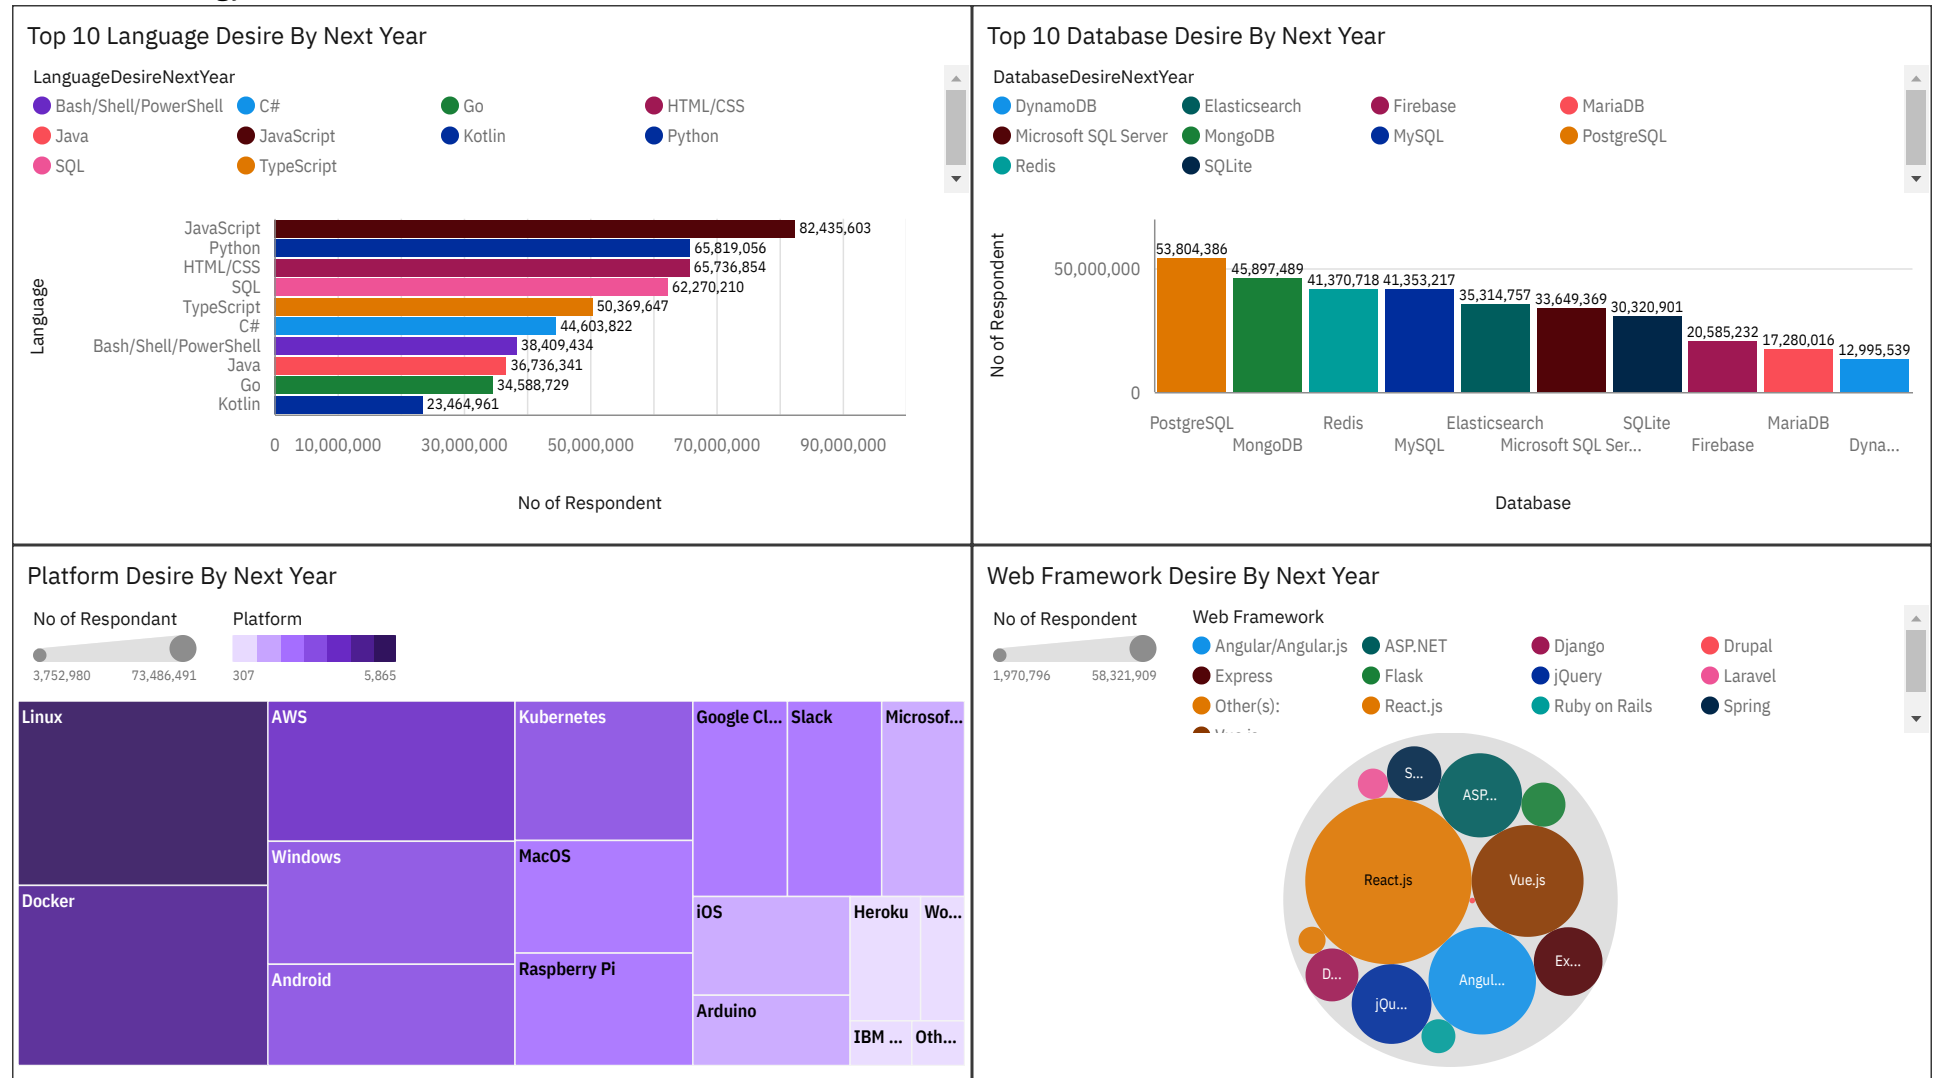 Top 10 Language Desire By Next Year
LanguageDesireNextYear
Bash/Shell/PowerShell C# Go HTML/CSS
Java JavaScript Kotlin Python
SQL TypeScript
Language
JavaScript 82,435,603
Python 65,819,056
HTML/CSS 65,736,854
SQL 62,270,210
TypeScript 50,369,647
C# 44,603,822
Bash/Shell/PowerShell 38,409,434
Java 36,736,341
Go 34,588,729
Kotlin 23,464,961
0 10,000,000 30,000,000 50,000,000 70,000,000 90,000,000
No of Respondent
Top 10 Database Desire By Next Year
DatabaseDesireNextYear
DynamoDB Elasticsearch Firebase MariaDB
Microsoft SQL Server MongoDB MySQL PostgreSQL
Redis SQLite
No of Respondent
50,000,000
0
53,804,386 45,897,489 41,370,718 41,353,217 35,314,757 33,649,369 30,320,901 20,585,232 17,280,016 12,995,539
PostgreSQL Redis Elasticsearch SQLite MariaDB
MongoDB MySQL Microsoft SQL Ser... Firebase Dyna...
Database
Platform Desire By Next Year
No of Respondant Platform
3,752,980 73,486,491 307 5,865
Linux
Docker
AWS
Windows
Android
Kubernetes
MacOS
Raspberry Pi
Google Cl... Slack Microsof...
iOS
Arduino
Heroku Wo...
IBM ... Oth...
Web Framework Desire By Next Year
No of Respondent Web Framework
1,970,796 58,321,909
Angular/Angular.js ASP.NET Django Drupal
Express Flask jQuery Laravel
Other(s): React.js Ruby on Rails Spring
S...
ASP...
React.js
Vue.js
D...
jQu...
Angul...
Ex...